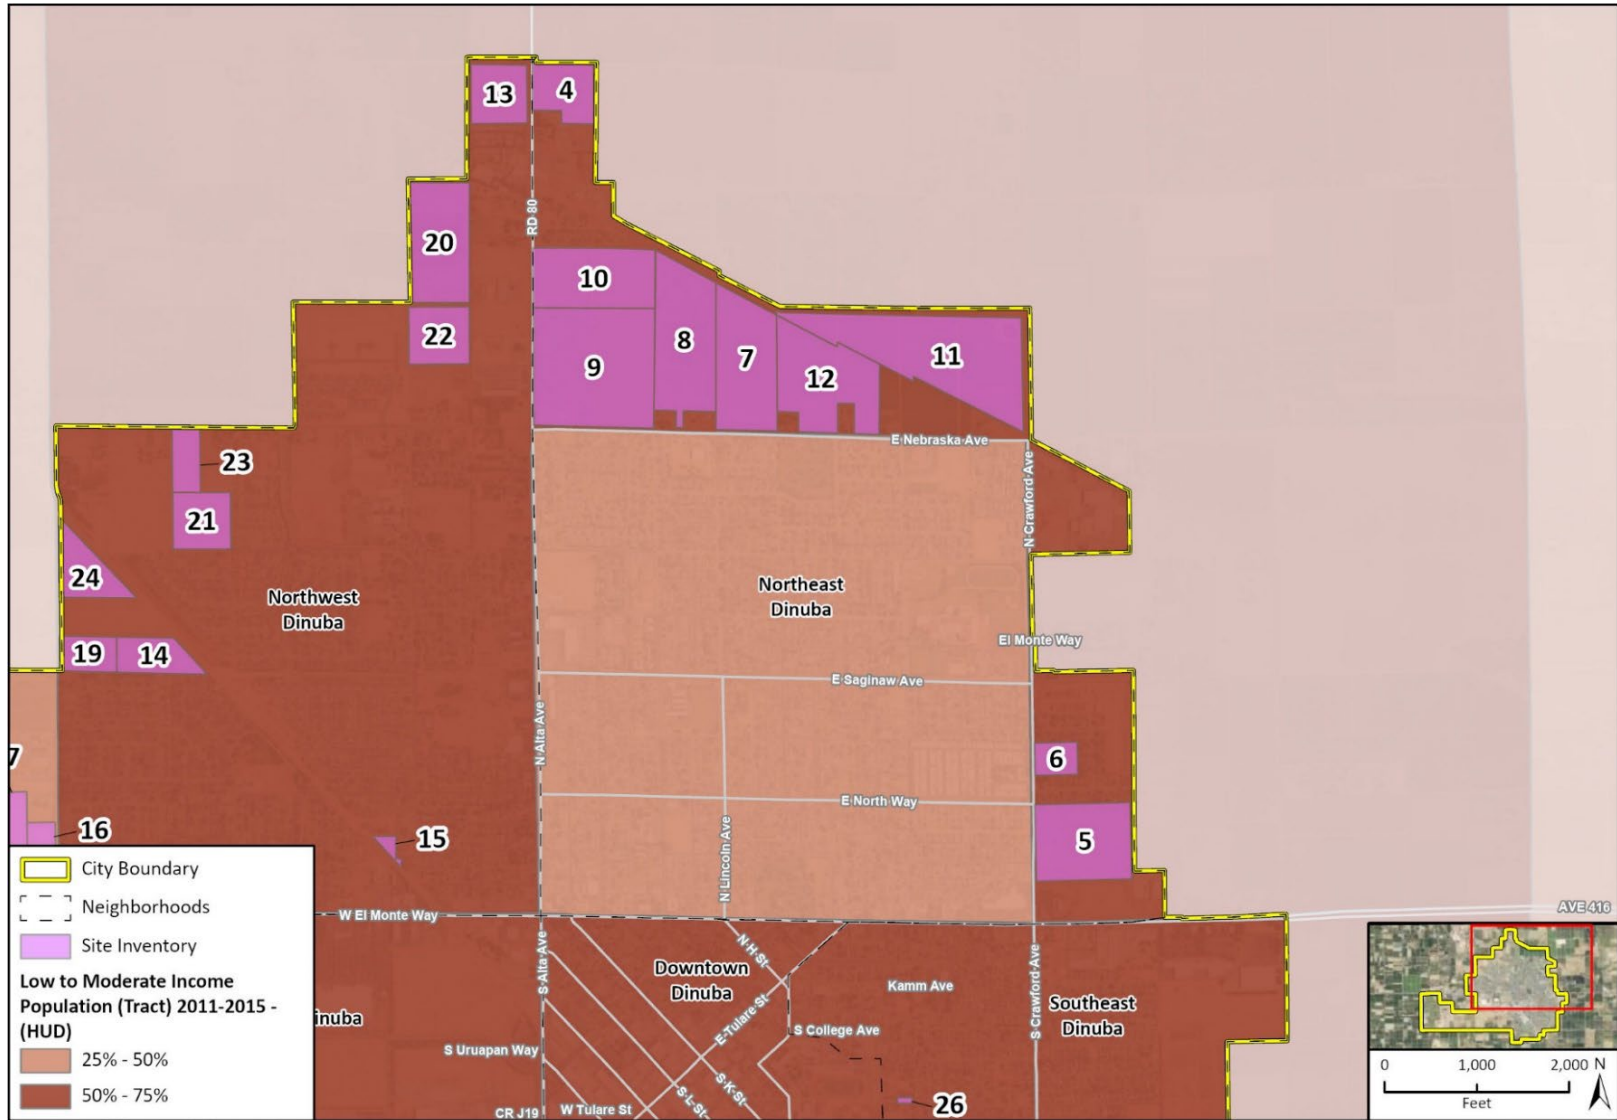 13
4
20
RD 80
10
22
8
9
7
11
12
E Nebraska Ave
23
N Crawford Ave
21
24
Northwest
Dinuba
Northeast
Dinuba
El Monte Way
19
14
E Saginaw Ave
N Alta Ave
7
6
E North Way
16
15
N Lincoln Ave
5
City Boundary
Neighborhoods
Site Inventory
Low to Moderate Income
Population (Tract) 2011-2015 -
(HUD)
25% - 50%
50% - 75%
W El Monte Way
AVE 416
N H St
S Alta Ave
Downtown
Dinuba
Kamm Ave
S Crawford Ave
Southeast
Dinuba
inuba
E Tulare St
S College Ave
S Uruapan Way
S K St
S L St
CR J19
W Tulare St
26
0 1,000 2,000 N
Feet